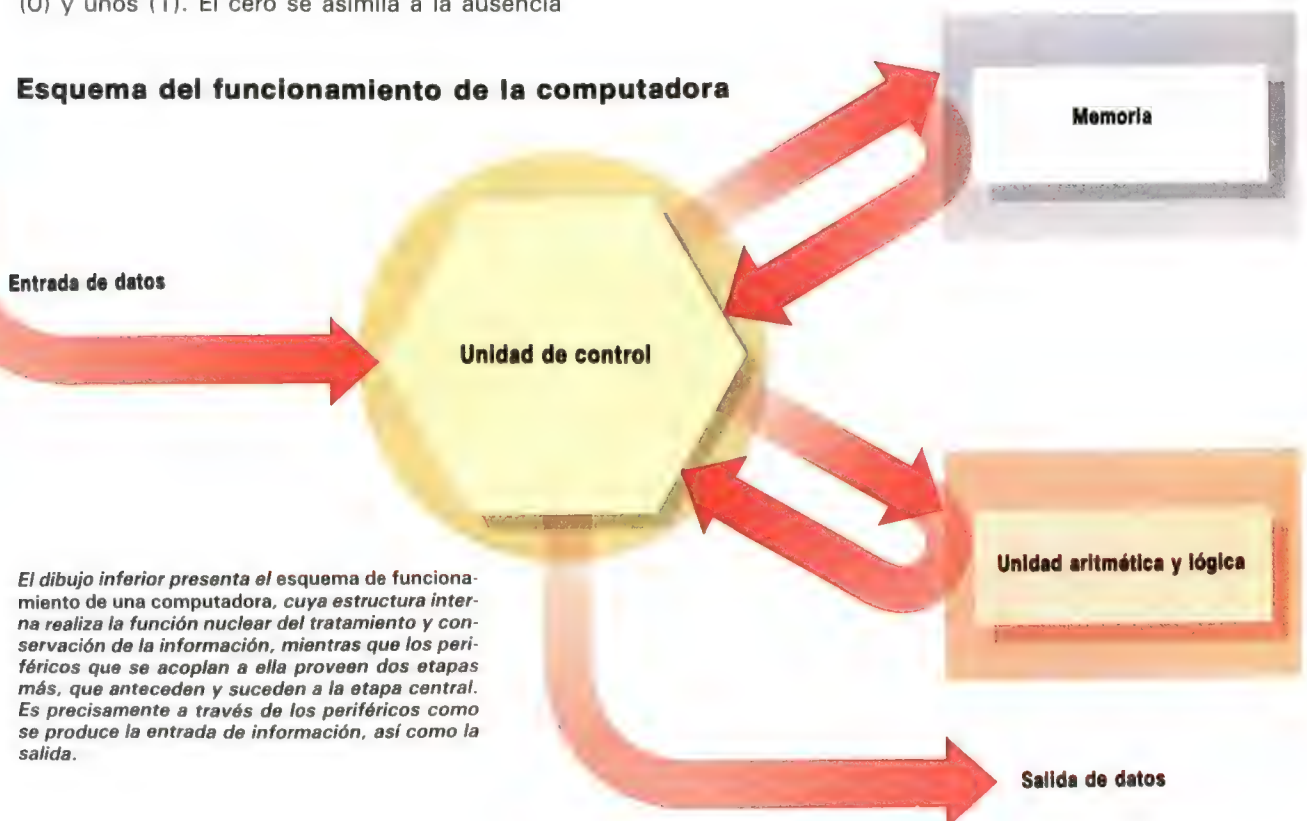 (0) y unos (1). El cero se asimila a la ausencia
Esquema del funcionamiento de la computadora
Memoria
Entrada de datos
Unidad de control
Unidad aritmética y lógica
El dibujo inferior presenta el esquema de funciona-
miento de una computadora, cuya estructura inter-
na realiza la función nuclear del tratamiento y con-
servación de la información, mientras que los peri-
féricos que se acoplan a ella proveen dos etapas
más, que anteceden y suceden a la etapa central.
Es precisamente a través de los periféricos como
se produce la entrada de información, así como la
salida.
Salida de datos